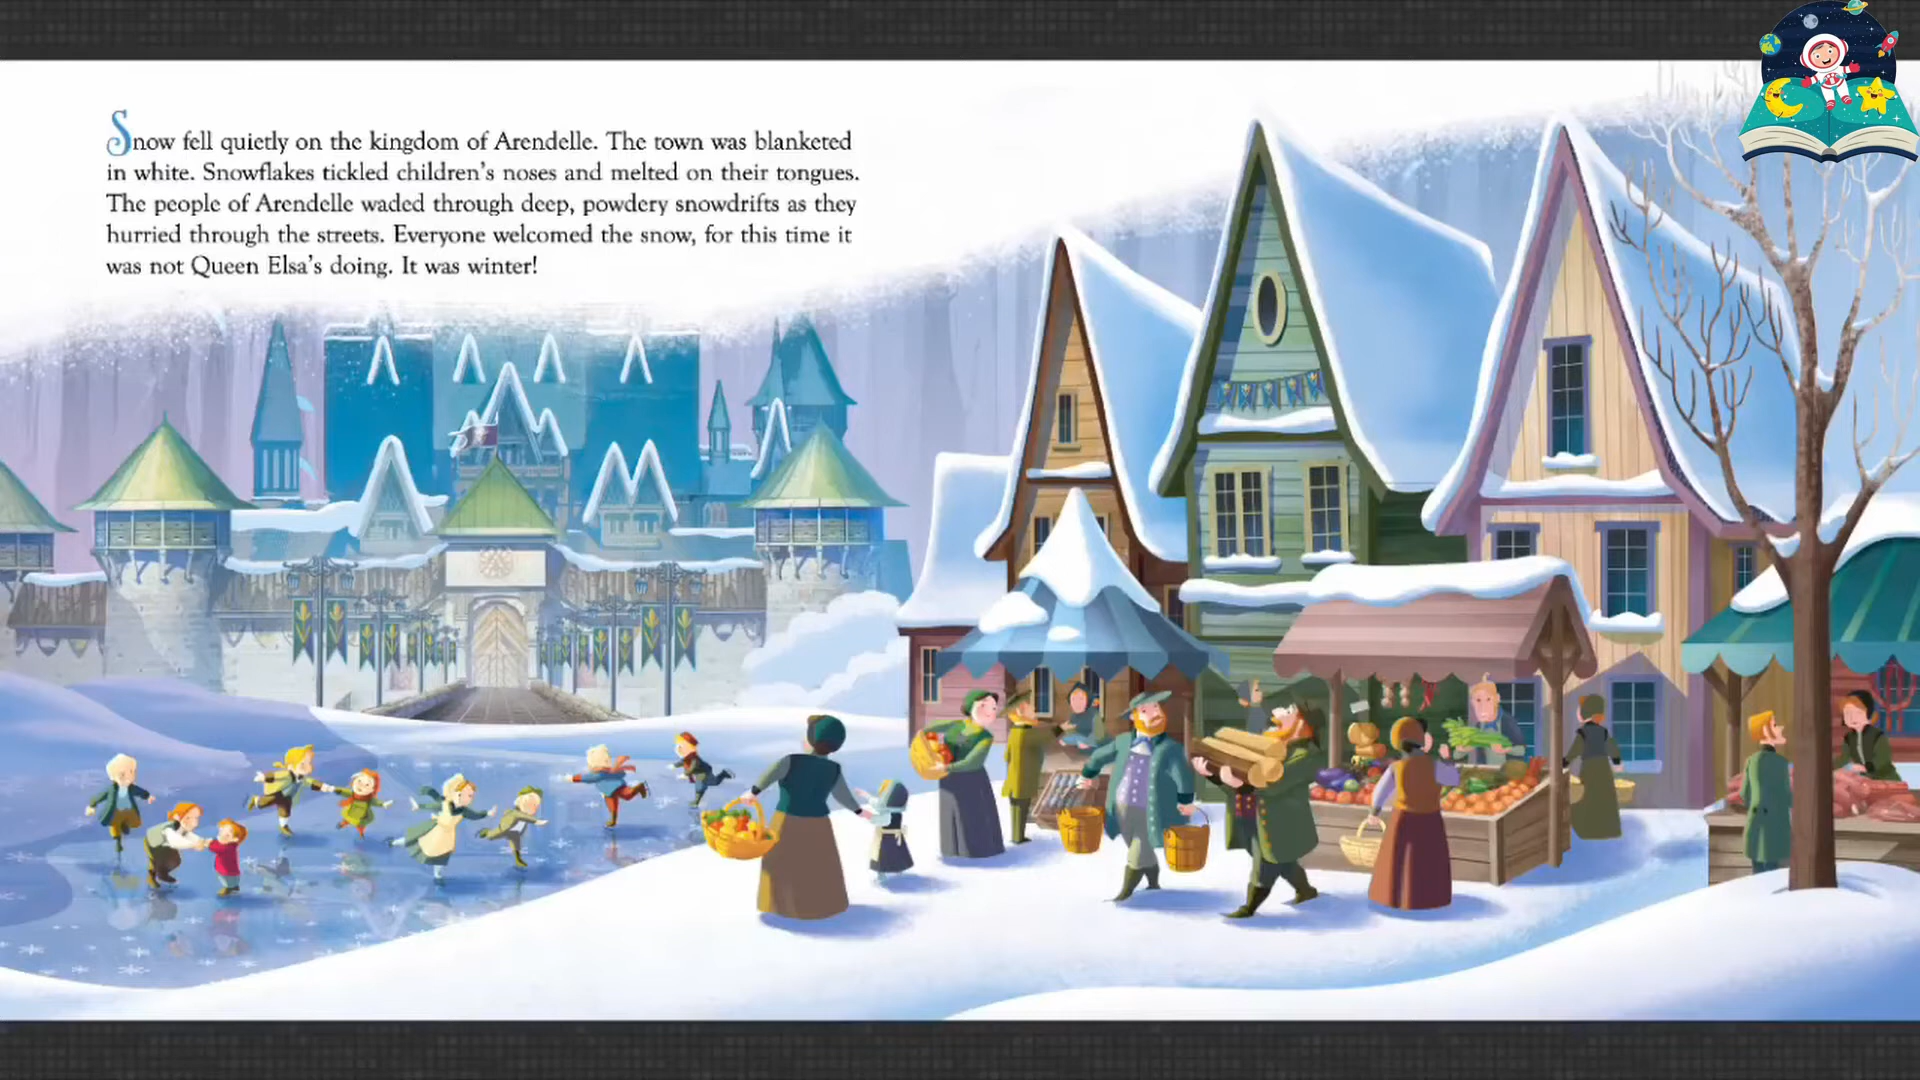 Snow fell quietly on the kingdom of Arendelle. The town was blanketed
in white. Snowflakes tickled children's noses and melted on their tongues.
The people of Arendelle waded through deep, powdery snowdrifts as they
hurried through the streets. Everyone welcomed the snow, for this time it
was not Queen Elsa's doing. It was winter!